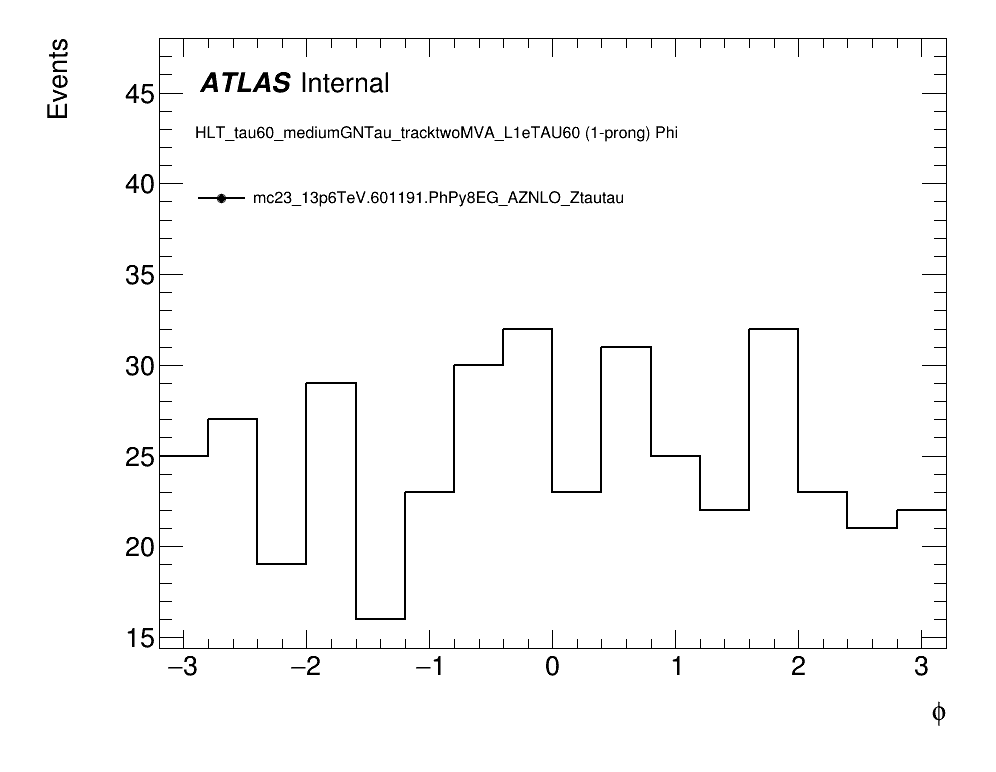 Events
ATLAS Internal
HLT_tau60_mediumGNTau_tracktwoMVA_L1eTAU60 (1-prong) Phi
mc23_13p6TeV.601191.PhPy8EG_AZNLO_Ztautau
45
40
35
30
25
20
15
−3 −2 −1 0 1 2 3
ϕ